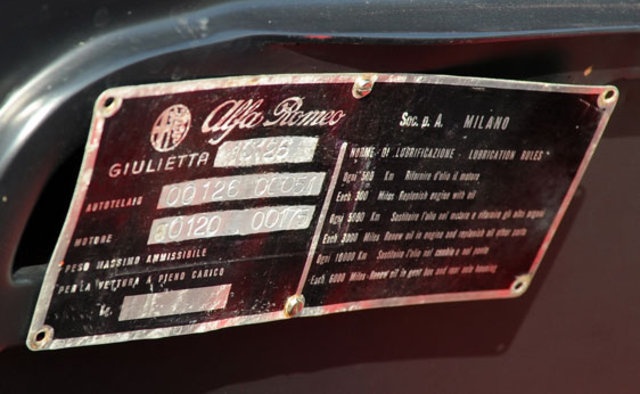 Alfa Romeo Soc. p. A. MILANO
GIULIETTA
AUTOTELAIO 00126 00051
MOTORE 00120 0017
PESO MASSIMO AMMISSIBILE
PER LA VETTURA A PIENO CARICO
Kg.
NORME DI LUBRIFICAZIONE - LUBRICATION RULES
Ogni 500 Km Rifornire l'olio il motore
Each 300 Miles Replenish engine with oil
Ogni 5000 Km Sostituire l'olio nel motore e rifornire gli altri organi
Each 3000 Miles Renew oil in engine and replenish all other parts
Ogni 10000 Km Sostituire l'olio nel cambio e nel ponte
Each 6000 Miles Renew oil in gear box and rear axle housing